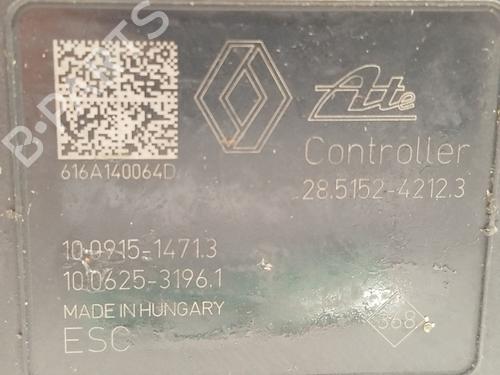 Ate
616A140064D
Controller
28.5152-4212.3
10.0915-1471.3
10.0625-3196.1
MADE IN HUNGARY
ESC
368
B-PARTS